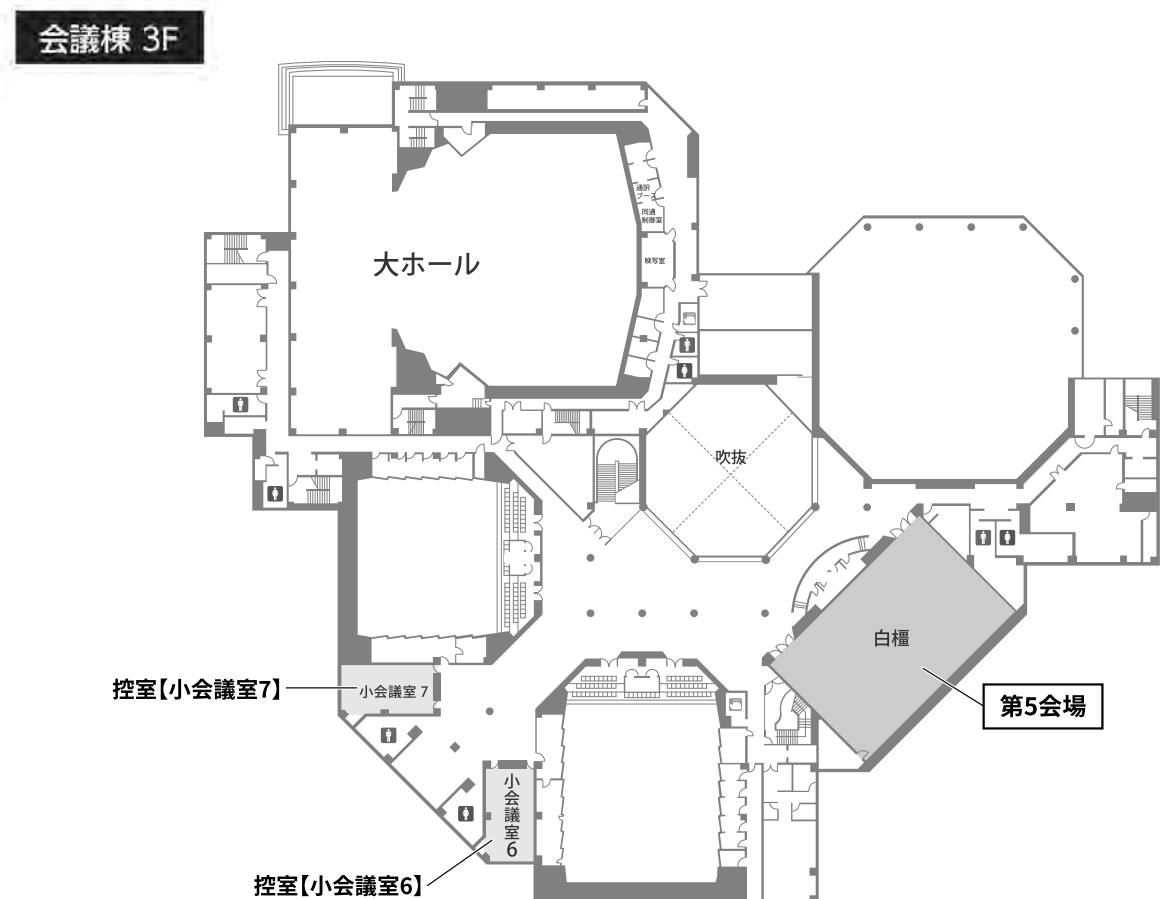 会議棟 3F
通訳
ブース
同通
制御室
大ホール
映写室
吹抜
白橿
控室【小会議室7】
小会議室 7
第5会場
小会議室6
控室【小会議室6】